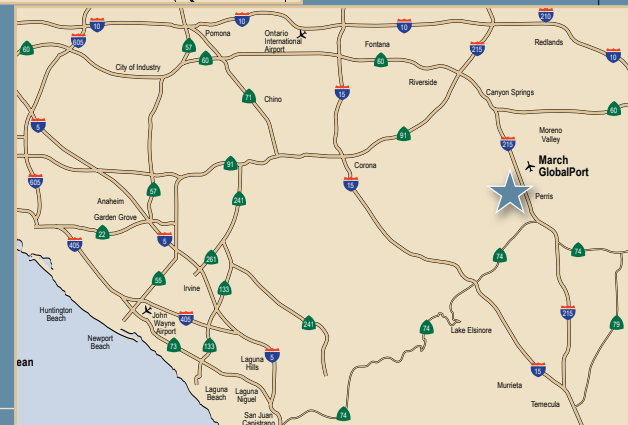 10
10
10
210
605
57
Pomona
Ontario
International
Airport
Fontana
215
Redlands
60
60
60
10
City of Industry
Riverside
Canyon Springs
71
Chino
15
60
5
91
Moreno
Valley
215
March
GlobalPort
91
Corona
605
57
15
241
Perris
Anaheim
Garden Grove
22
405
5
74
74
261
55
Irvine
133
Huntington
Beach
John
Wayne
Airport
405
241
74
Lake Elsinore
215
79
Newport
Beach
73
133
Laguna
Hills
5
ean
15
Murrieta
Laguna
Beach
Laguna
Niguel
Temecula
San Juan
Capistrano
74